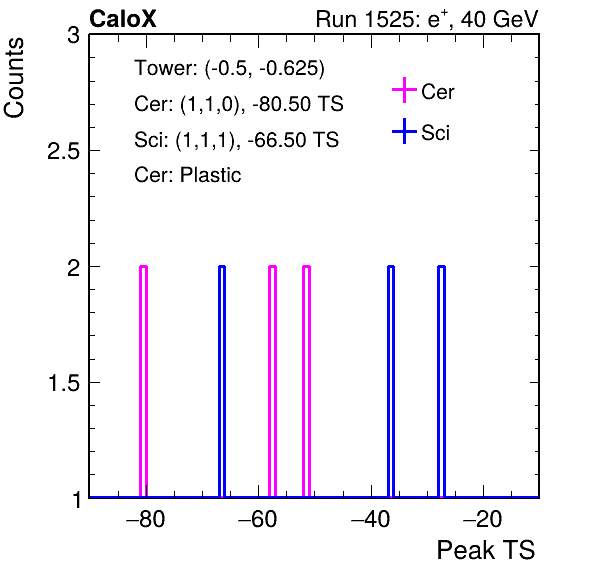 CaloX
Run 1525: e+, 40 GeV
Counts
3
2.5
2
1.5
1
Tower: (-0.5, -0.625)
Cer: (1,1,0), -80.50 TS
Sci: (1,1,1), -66.50 TS
Cer: Plastic
Cer
Sci
−80
−60
−40
−20
Peak TS